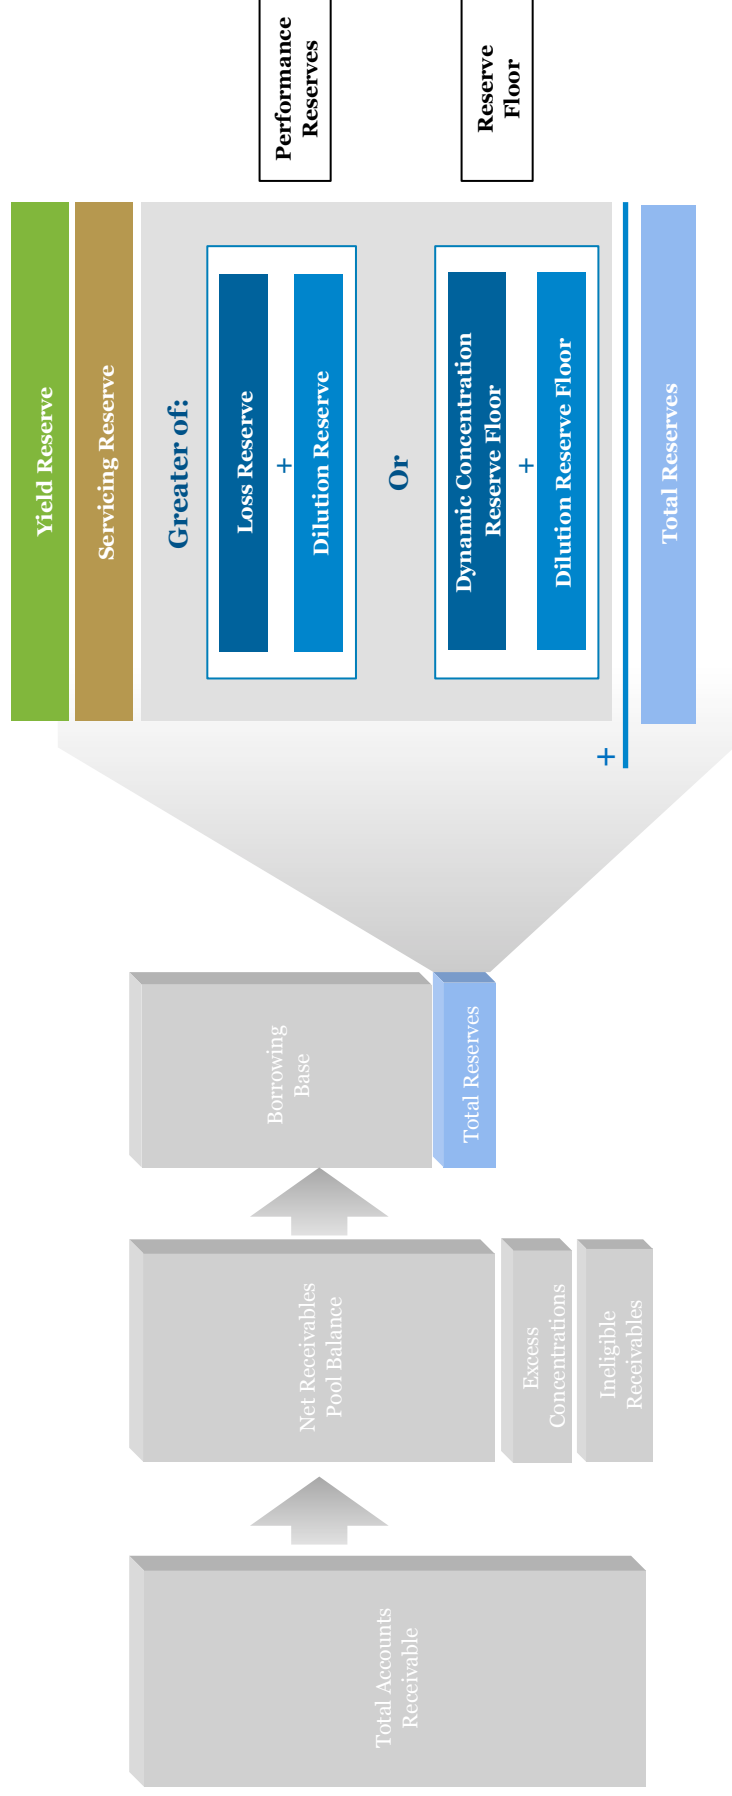 Total Accounts
Receivable
Net Receivables
Pool Balance
Excess
Concentrations
Ineligible
Receivables
Borrowing
Base
Total Reserves
Yield Reserve
Servicing Reserve
Greater of:
Loss Reserve
+
Dilution Reserve
Performance
Reserves
Or
Dynamic Concentration
Reserve Floor
+
Dilution Reserve Floor
Reserve
Floor
+
Total Reserves